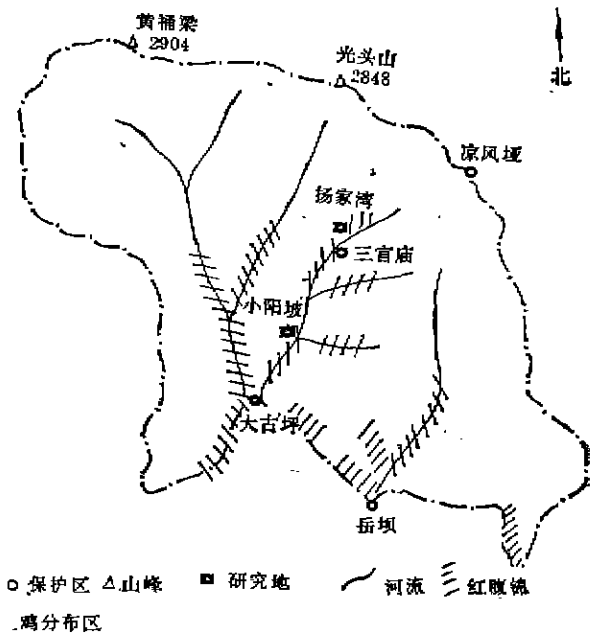 黄桶梁
2904
光头山
2848
北
凉风垭
扬家湾
三官庙
小阳坡
大古坪
岳坝
保护区 山峰 研究地 河流 红腹锦
鸡分布区